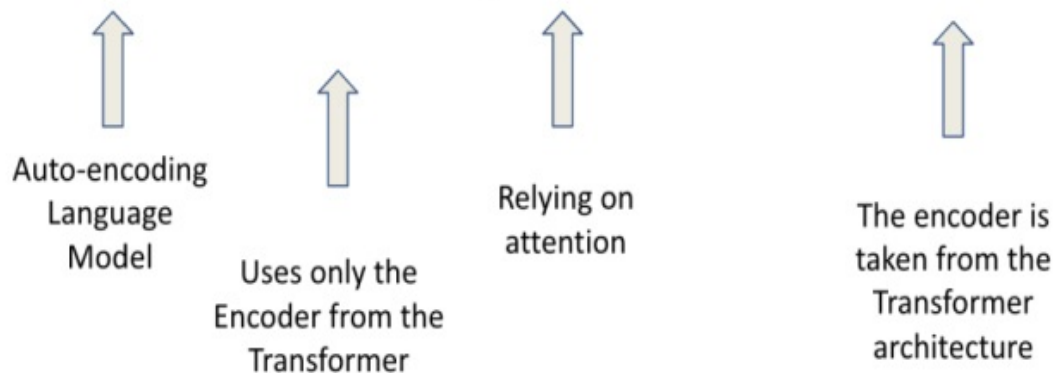 Auto-encoding
Language
Model
Uses only the
Encoder from the
Transformer
Relying on
attention
The encoder is
taken from the
Transformer
architecture